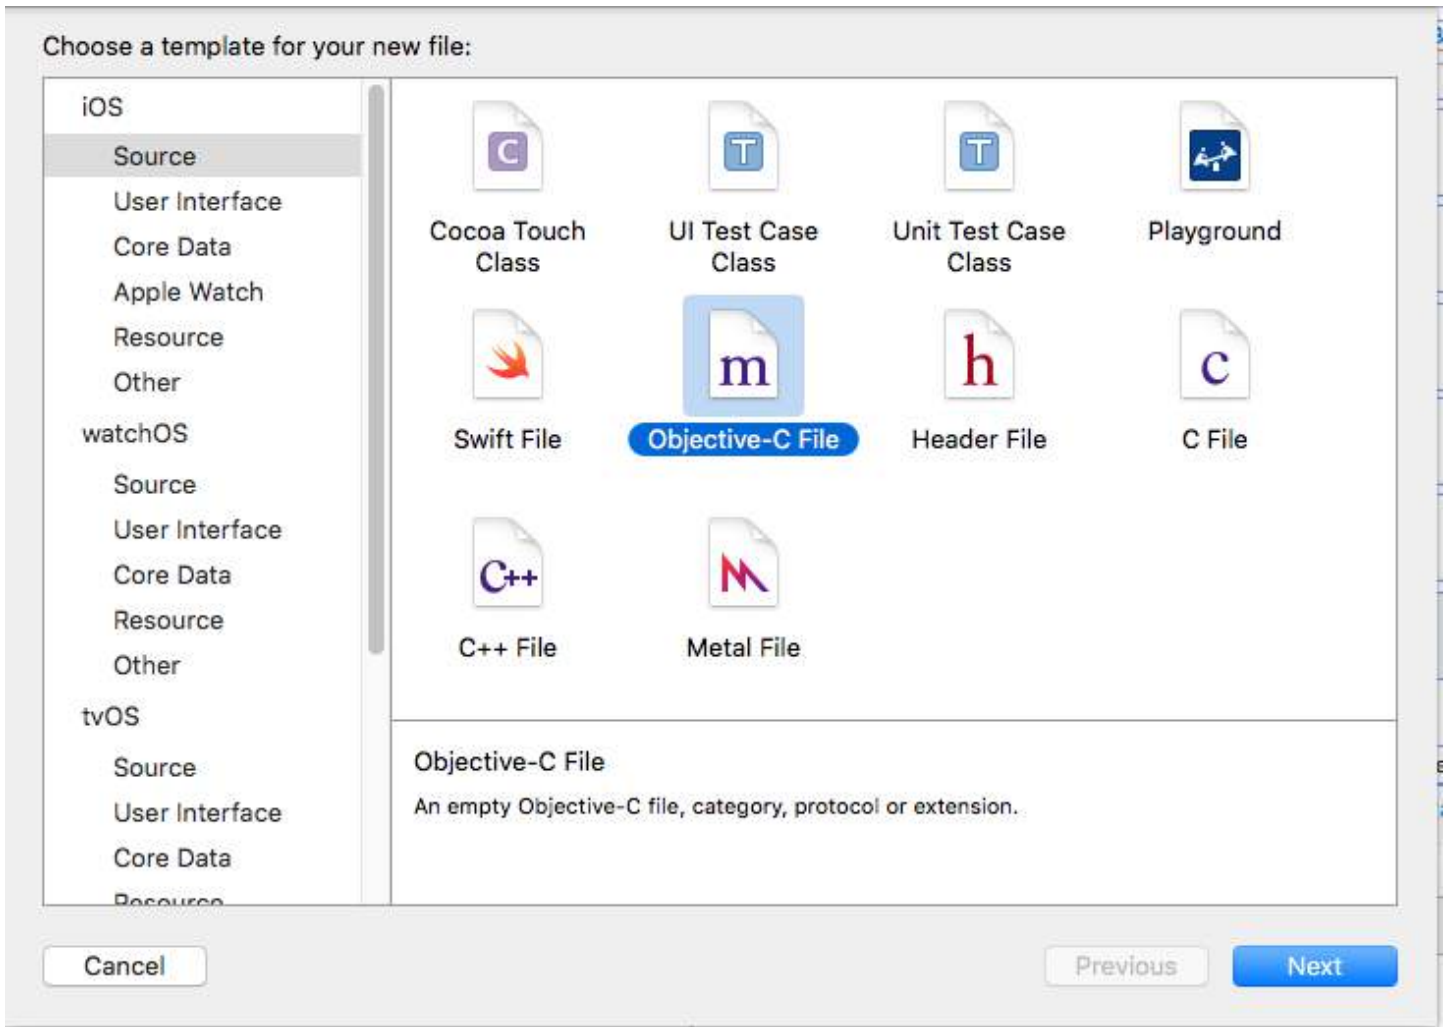 Choose a template for your new file:
iOS
Source
User Interface
Core Data
Apple Watch
Resource
Other
watchOS
Source
User Interface
Core Data
Resource
Other
tvOS
Source
User Interface
Core Data
Resource
C
T
T
Cocoa Touch
Class
UI Test Case
Class
Unit Test Case
Class
Playground
m
h
c
Swift File
Objective-C File
Header File
C File
C++
C++ File
Metal File
Objective-C File
An empty Objective-C file, category, protocol or extension.
Cancel
Previous
Next